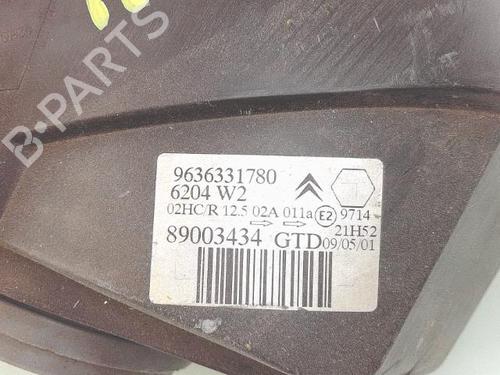 B-PARTS
9636331780
6204 W2
02HC/R 12.5 02A 011a E2 9714
21H52
89003434 GTD 09/05/01